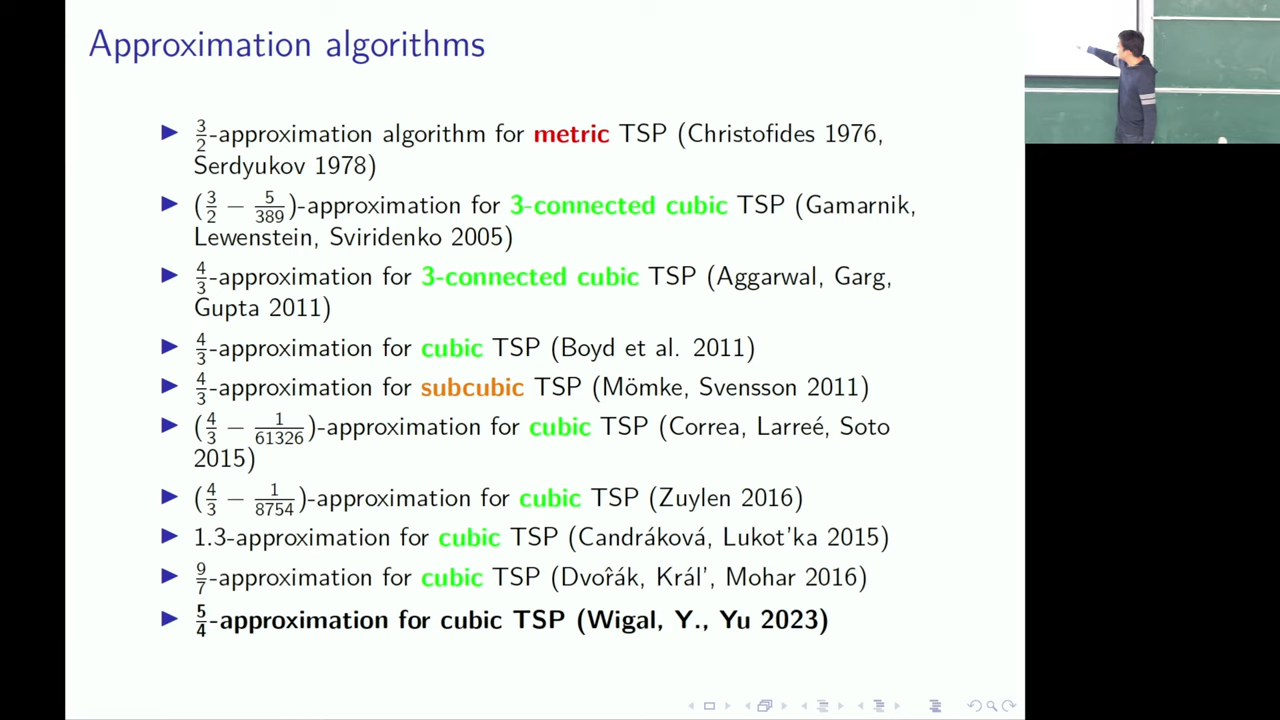 Approximation algorithms
▶ 3/2-approximation algorithm for metric TSP (Christofides 1976,
Serdyukov 1978)
▶ (3/2 − 5/389)-approximation for 3-connected cubic TSP (Gamarnik,
Lewenstein, Sviridenko 2005)
▶ 4/3-approximation for 3-connected cubic TSP (Aggarwal, Garg,
Gupta 2011)
▶ 4/3-approximation for cubic TSP (Boyd et al. 2011)
▶ 4/3-approximation for subcubic TSP (Mömke, Svensson 2011)
▶ (4/3 − 1/61326)-approximation for cubic TSP (Correa, Larreé, Soto
2015)
▶ (4/3 − 1/8754)-approximation for cubic TSP (Zuylen 2016)
▶ 1.3-approximation for cubic TSP (Candráková, Lukot'ka 2015)
▶ 9/7-approximation for cubic TSP (Dvor̂ák, Král', Mohar 2016)
▶ 5/4-approximation for cubic TSP (Wigal, Y., Yu 2023)